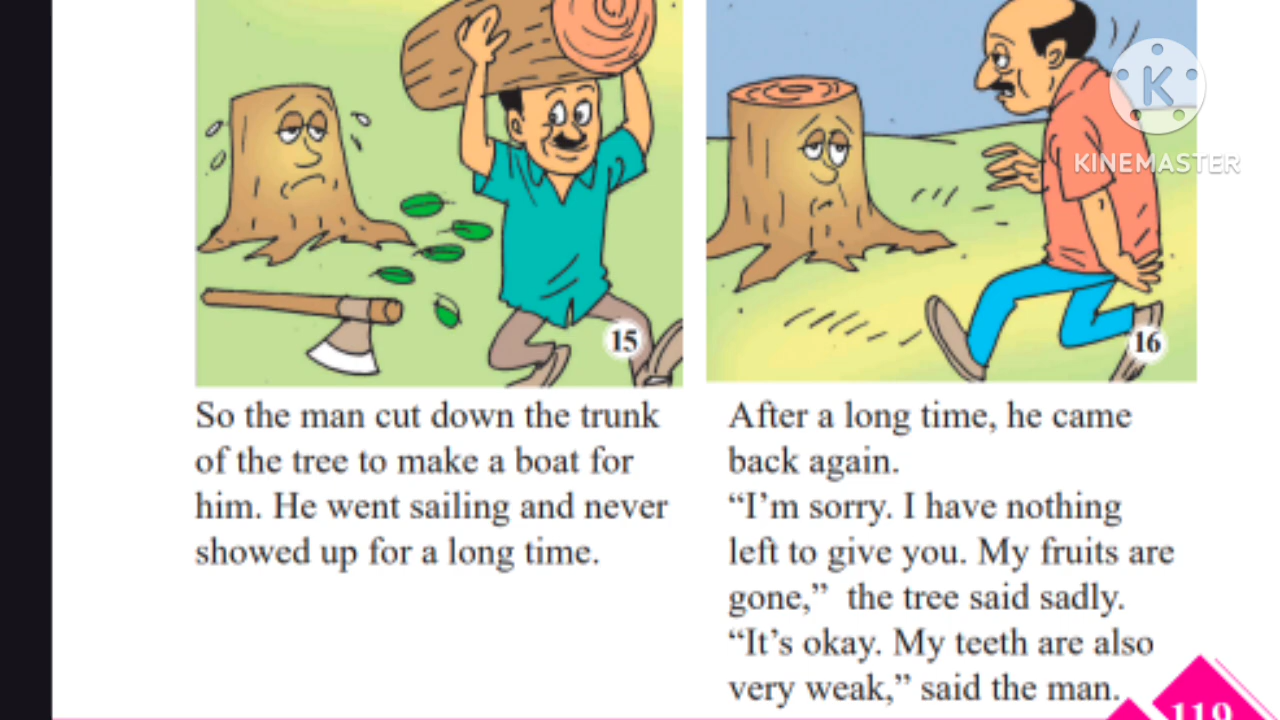 K
KINEMASTER
15
16
So the man cut down the trunk
of the tree to make a boat for
him. He went sailing and never
showed up for a long time.
After a long time, he came
back again.
“I’m sorry. I have nothing
left to give you. My fruits are
gone,” the tree said sadly.
“It’s okay. My teeth are also
very weak,” said the man.
119